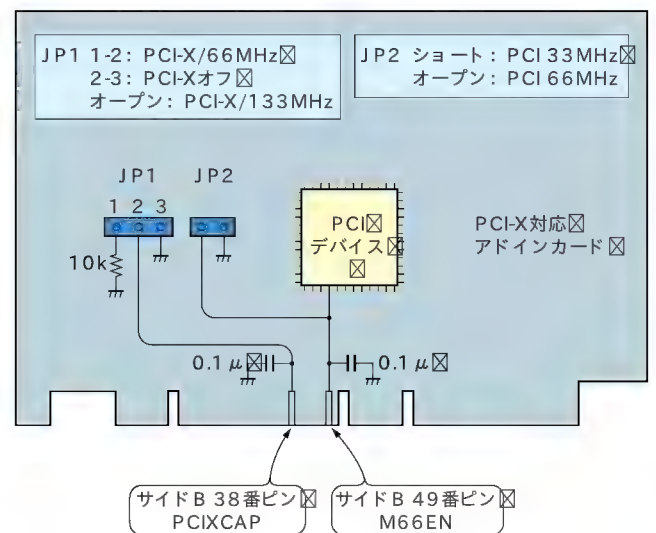 JP1 1-2: PCI-X/66MHz
2-3: PCI-Xオフ
オープン: PCI-X/133MHz
JP2 ショート: PCI 33MHz
オープン: PCI 66MHz
JP1
JP2
1 2 3
10k
PCI
デバイス
PCI-X対応
アドインカード
0.1μ
0.1μ
サイドB 38番ピン
PCIXCAP
サイドB 49番ピン
M66EN